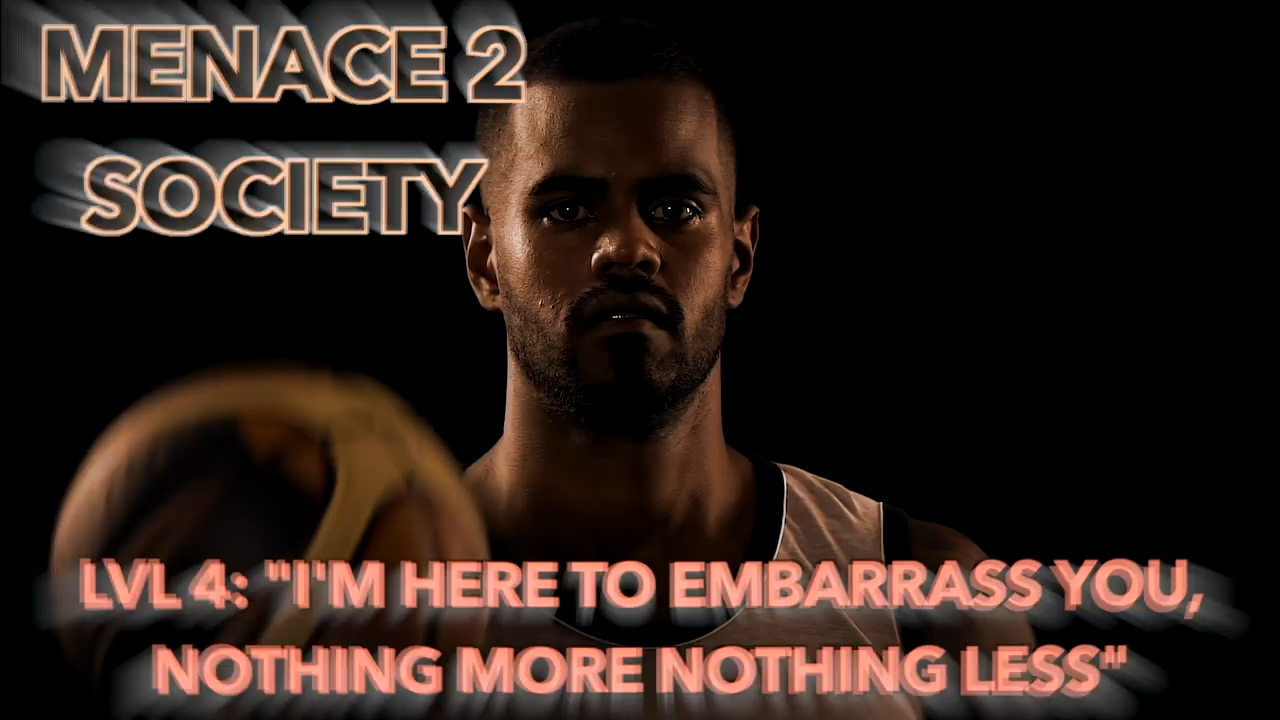 MENACE 2
SOCIETY
LVL 4: "I'M HERE TO EMBARRASS YOU,
NOTHING MORE NOTHING LESS"